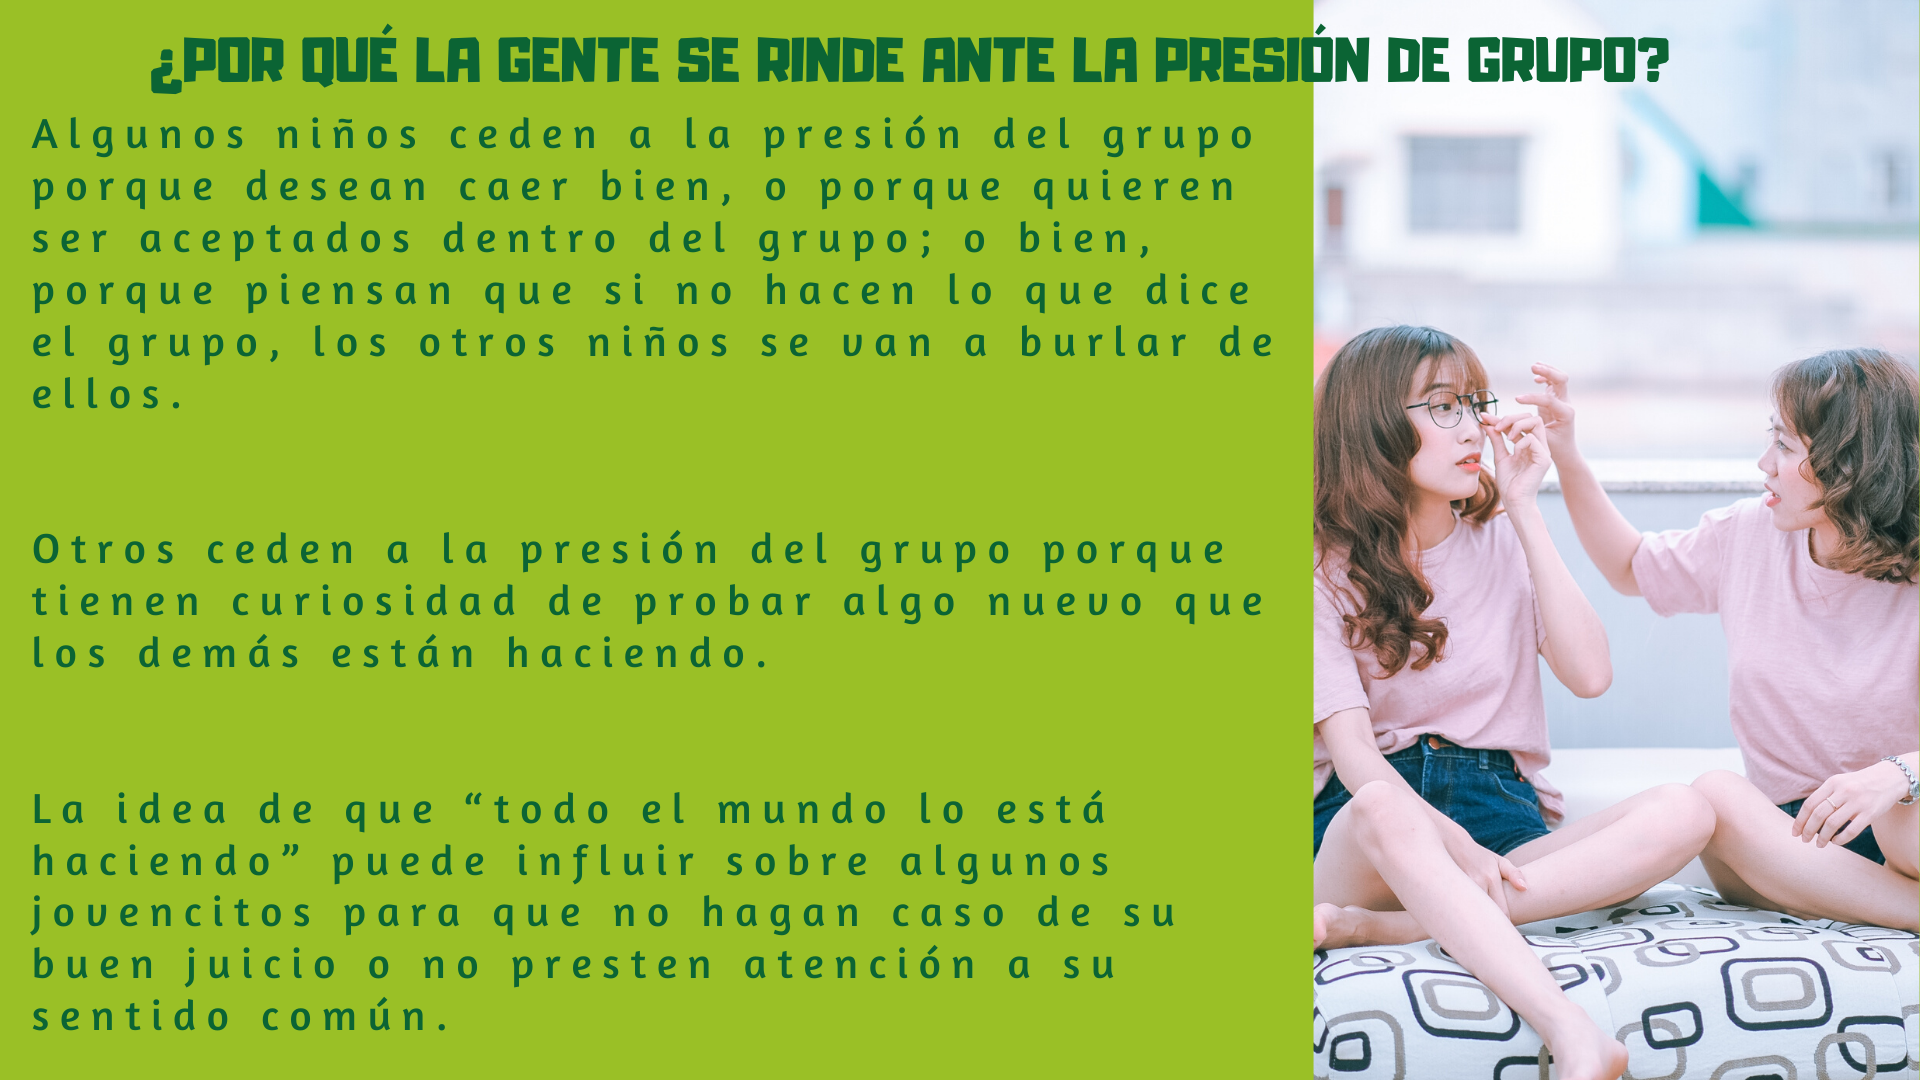 ¿POR QUÉ LA GENTE SE RINDE ANTE LA PRESIÓN DE GRUPO?
Algunos niños ceden a la presión del grupo
porque desean caer bien, o porque quieren
ser aceptados dentro del grupo; o bien,
porque piensan que si no hacen lo que dice
el grupo, los otros niños se van a burlar de
ellos.
Otros ceden a la presión del grupo porque
tienen curiosidad de probar algo nuevo que
los demás están haciendo.
La idea de que “todo el mundo lo está
haciendo” puede influir sobre algunos
jovencitos para que no hagan caso de su
buen juicio o no presten atención a su
sentido común.